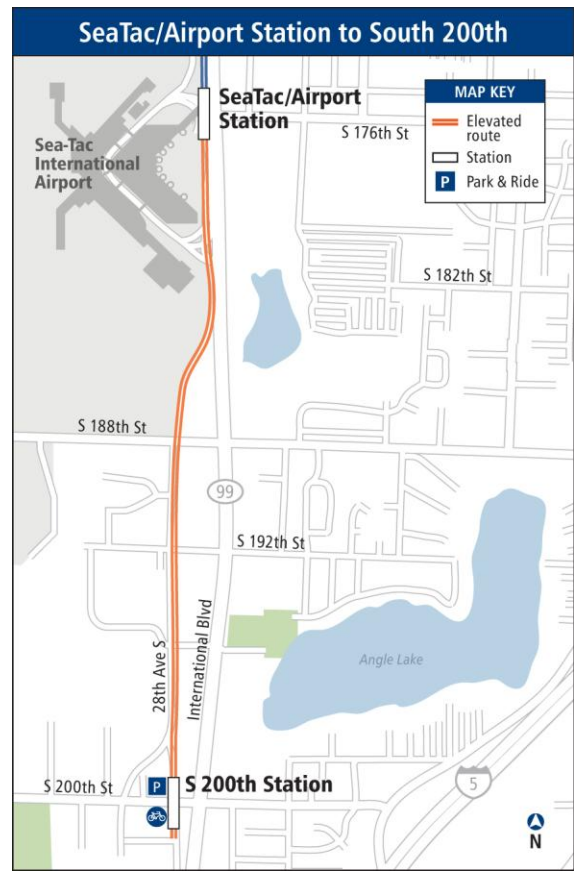 SeaTac/Airport Station to South 200th
SeaTac/Airport
Station
MAP KEY
Elevated
route
Station
P
Park & Ride
S 176th St
Sea-Tac
International
Airport
S 182th St
S 188th St
99
S 192th St
28th Ave S
International Blvd
Angle Lake
S 200th St
P
S 200th Station
5
N